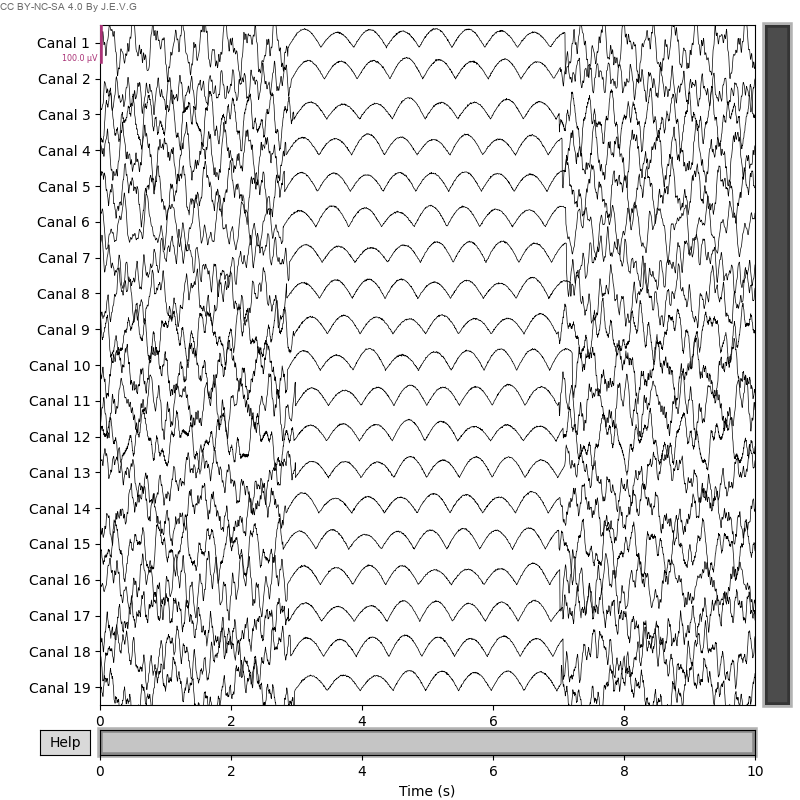 CC BY-NC-SA 4.0 By J.E.V.G
Canal 1
100.0 µV
Canal 2
Canal 3
Canal 4
Canal 5
Canal 6
Canal 7
Canal 8
Canal 9
Canal 10
Canal 11
Canal 12
Canal 13
Canal 14
Canal 15
Canal 16
Canal 17
Canal 18
Canal 19
0 2 4 6 8
Help
0 2 4 6 8 10
Time (s)